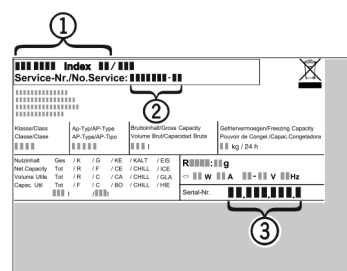 1
Index /
Service-Nr./No.Service: -
2
Klasse/Class
Classe/Clase
Ap-Typ/AP-Type
AP-Type/AP-Tipo
Bruttoinhalt/Gross Capacity
Volume Brut/Capacidad Bruta
l
Gefriervermoegen/Freezing Capacity
Pouvoir de Congel./Capac.Congeladora
kg / 24 h
Nutzinhalt Ges / K / G / KE / KALT / EIS
Net.Capacity Tot / R / F / CE / CHILL / ICE
Volume Utile Tot / R / C / CA / CHILL / GLA
Capac. Util Tot / F / C / BO / CHILL / HIE
l / l
R : g
W A - V Hz
Serial-Nr. . .
3